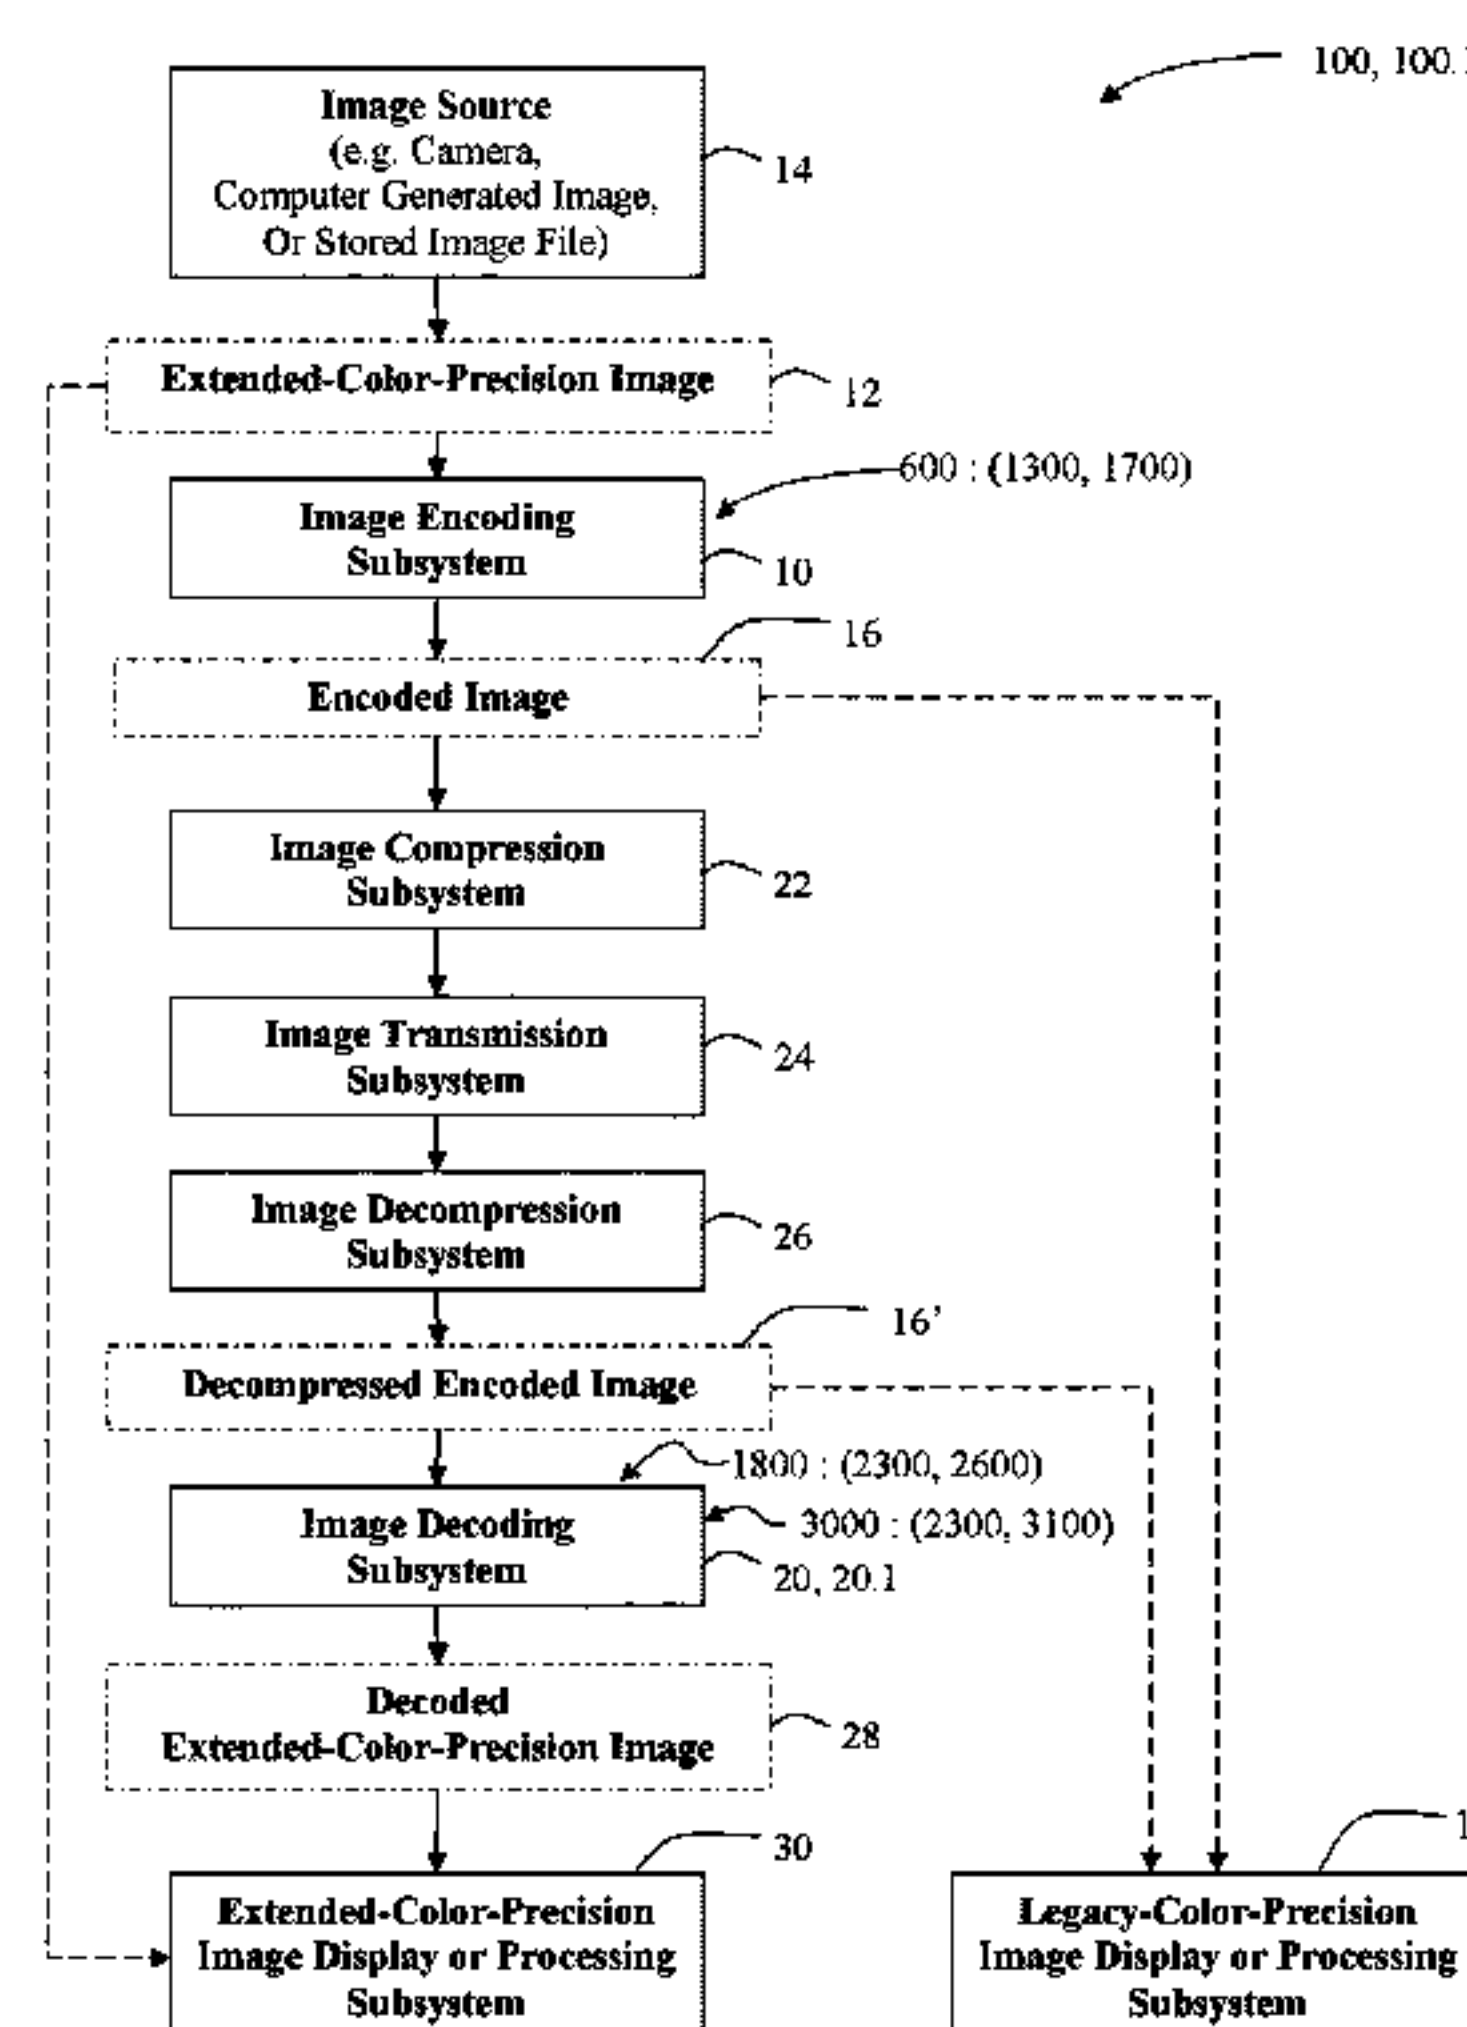 100, 100.1
Image Source
(e.g. Camera,
Computer Generated Image,
Or Stored Image File)
14
Extended-Color-Precision Image
12
600 : (1300, 1700)
Image Encoding
Subsystem
10
16
Encoded Image
Image Compression
Subsystem
22
Image Transmission
Subsystem
24
Image Decompression
Subsystem
26
16’
Decompressed Encoded Image
1800 : (2300, 2600)
Image Decoding
Subsystem
3000 : (2300, 3100)
20, 20.1
Decoded
Extended-Color-Precision Image
28
30
Extended-Color-Precision
Image Display or Processing
Subsystem
Legacy-Color-Precision
Image Display or Processing
Subsystem